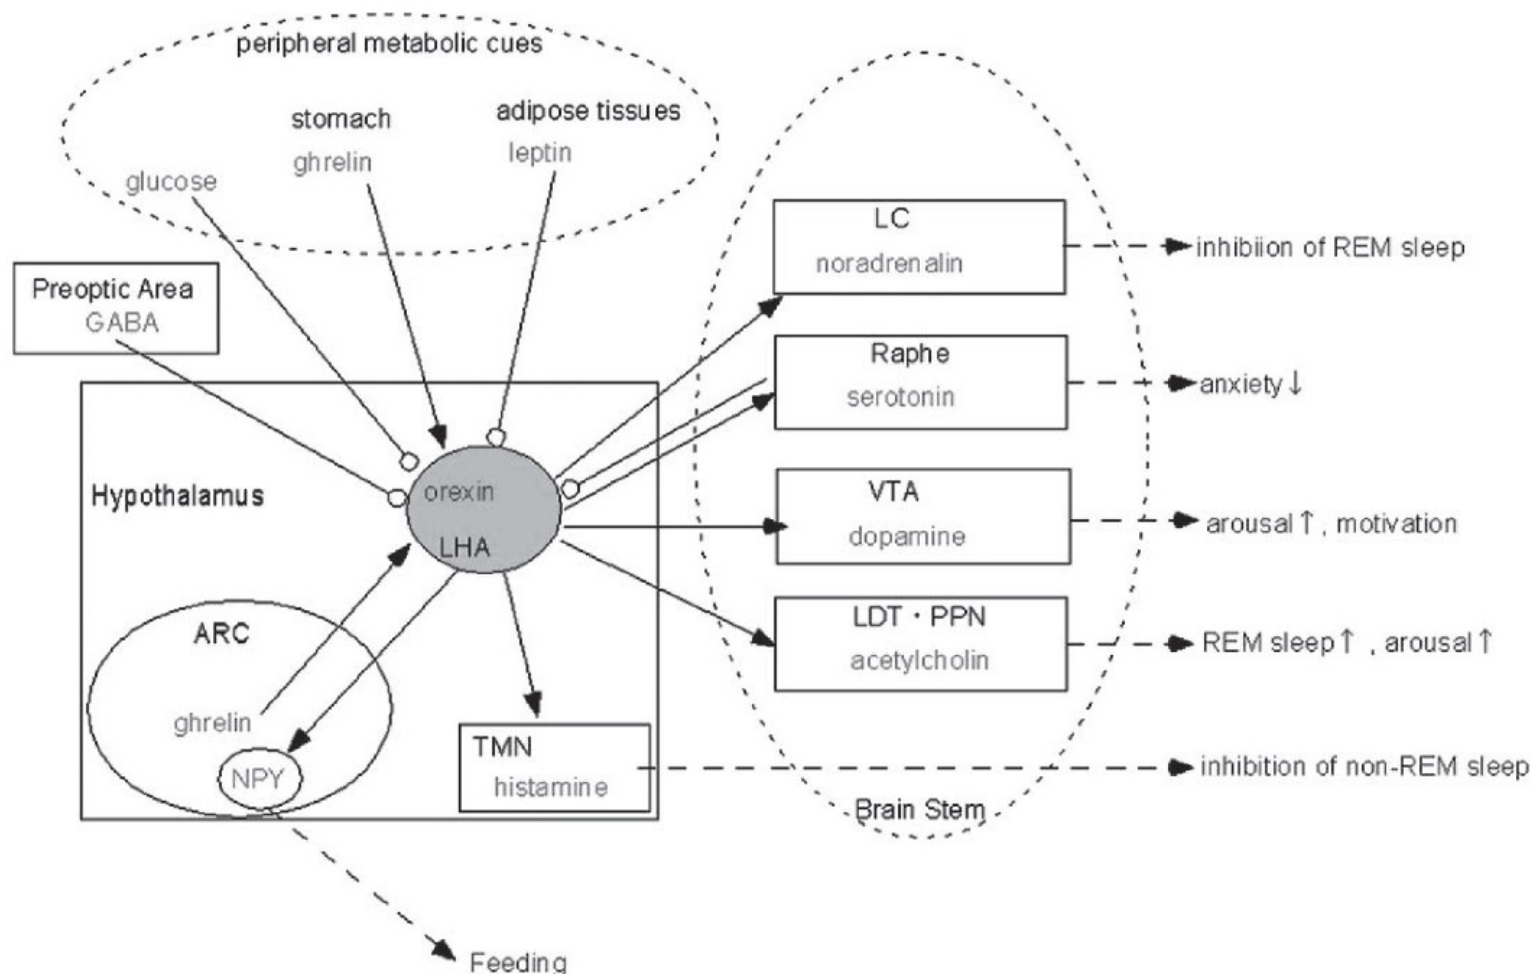 peripheral metabolic cues
stomach
ghrelin
adipose tissues
leptin
glucose
Preoptic Area
GABA
Hypothalamus
orexin
LHA
ARC
ghrelin
NPY
TMN
histamine
Feeding
LC
noradrenalin
Raphe
serotonin
VTA
dopamine
LDT・PPN
acetylcholin
Brain Stem
inhibiion of REM sleep
anxiety↓
arousal↑, motivation
REM sleep↑ , arousal↑
inhibition of non-REM sleep